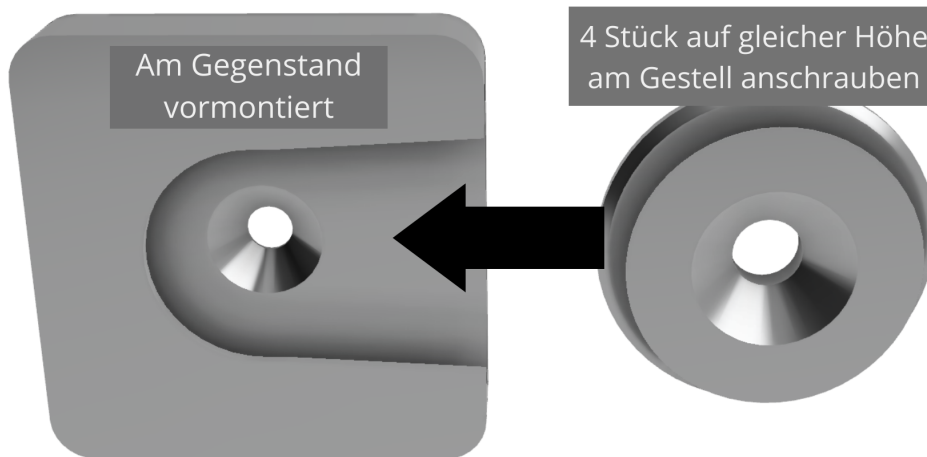 Am Gegenstand
vormontiert
4 Stück auf gleicher Höhe
am Gestell anschrauben